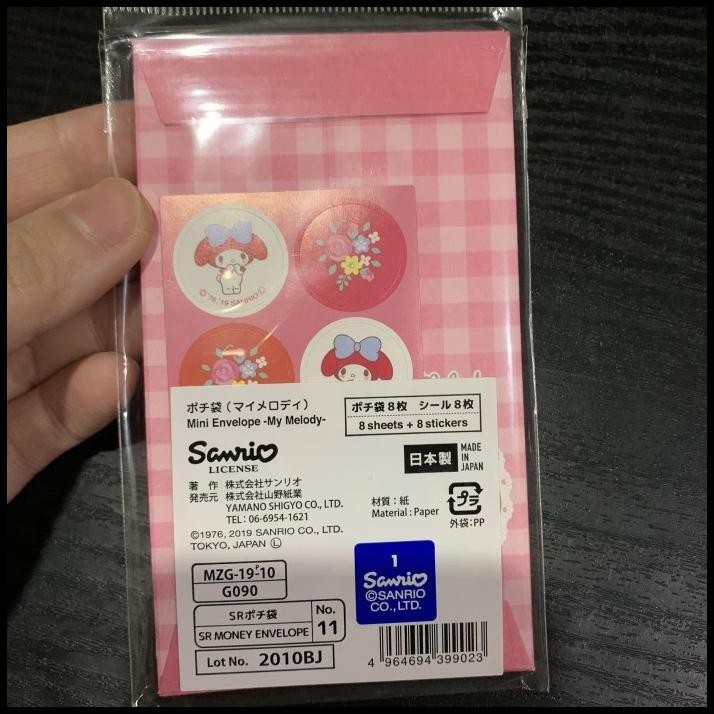 ©'76,'19 SANRIO Ⓛ
ポチ袋（マイメロディ）
Mini Envelope -My Melody-
ポチ袋８枚 シール８枚
8 sheets + 8 stickers
Sanrio
LICENSE
日本製
MADE
IN
JAPAN
著 作 株式会社サンリオ
発売元 株式会社山野紙業
YAMANO SHIGYO CO., LTD.
TEL : 06-6954-1621
©1976, 2019 SANRIO CO., LTD.
TOKYO, JAPAN Ⓛ
材質：紙
Material : Paper
プラ
外袋：PP
MZG-19-P10
G090
SRポチ袋
SR MONEY ENVELOPE
No.
11
Lot No. 2010BJ
1
Sanrio
©SANRIO
CO., LTD.
4 964694 399023